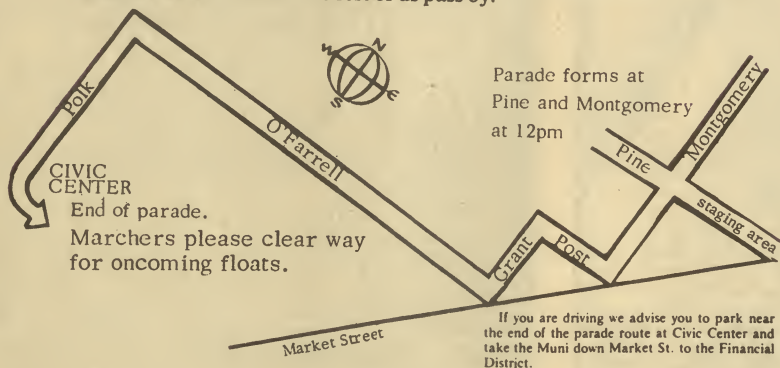 us pass by.
N
W
E
S
Polk
O'Farrell
Parade forms at
Pine and Montgomery
at 12pm
Montgomery
Pine
staging area
Grant
Post
CIVIC
CENTER
End of parade.
Marchers please clear way
for oncoming floats.
Market Street
If you are driving we advise you to park near
the end of the parade route at Civic Center and
take the Muni down Market St. to the Financial
District.